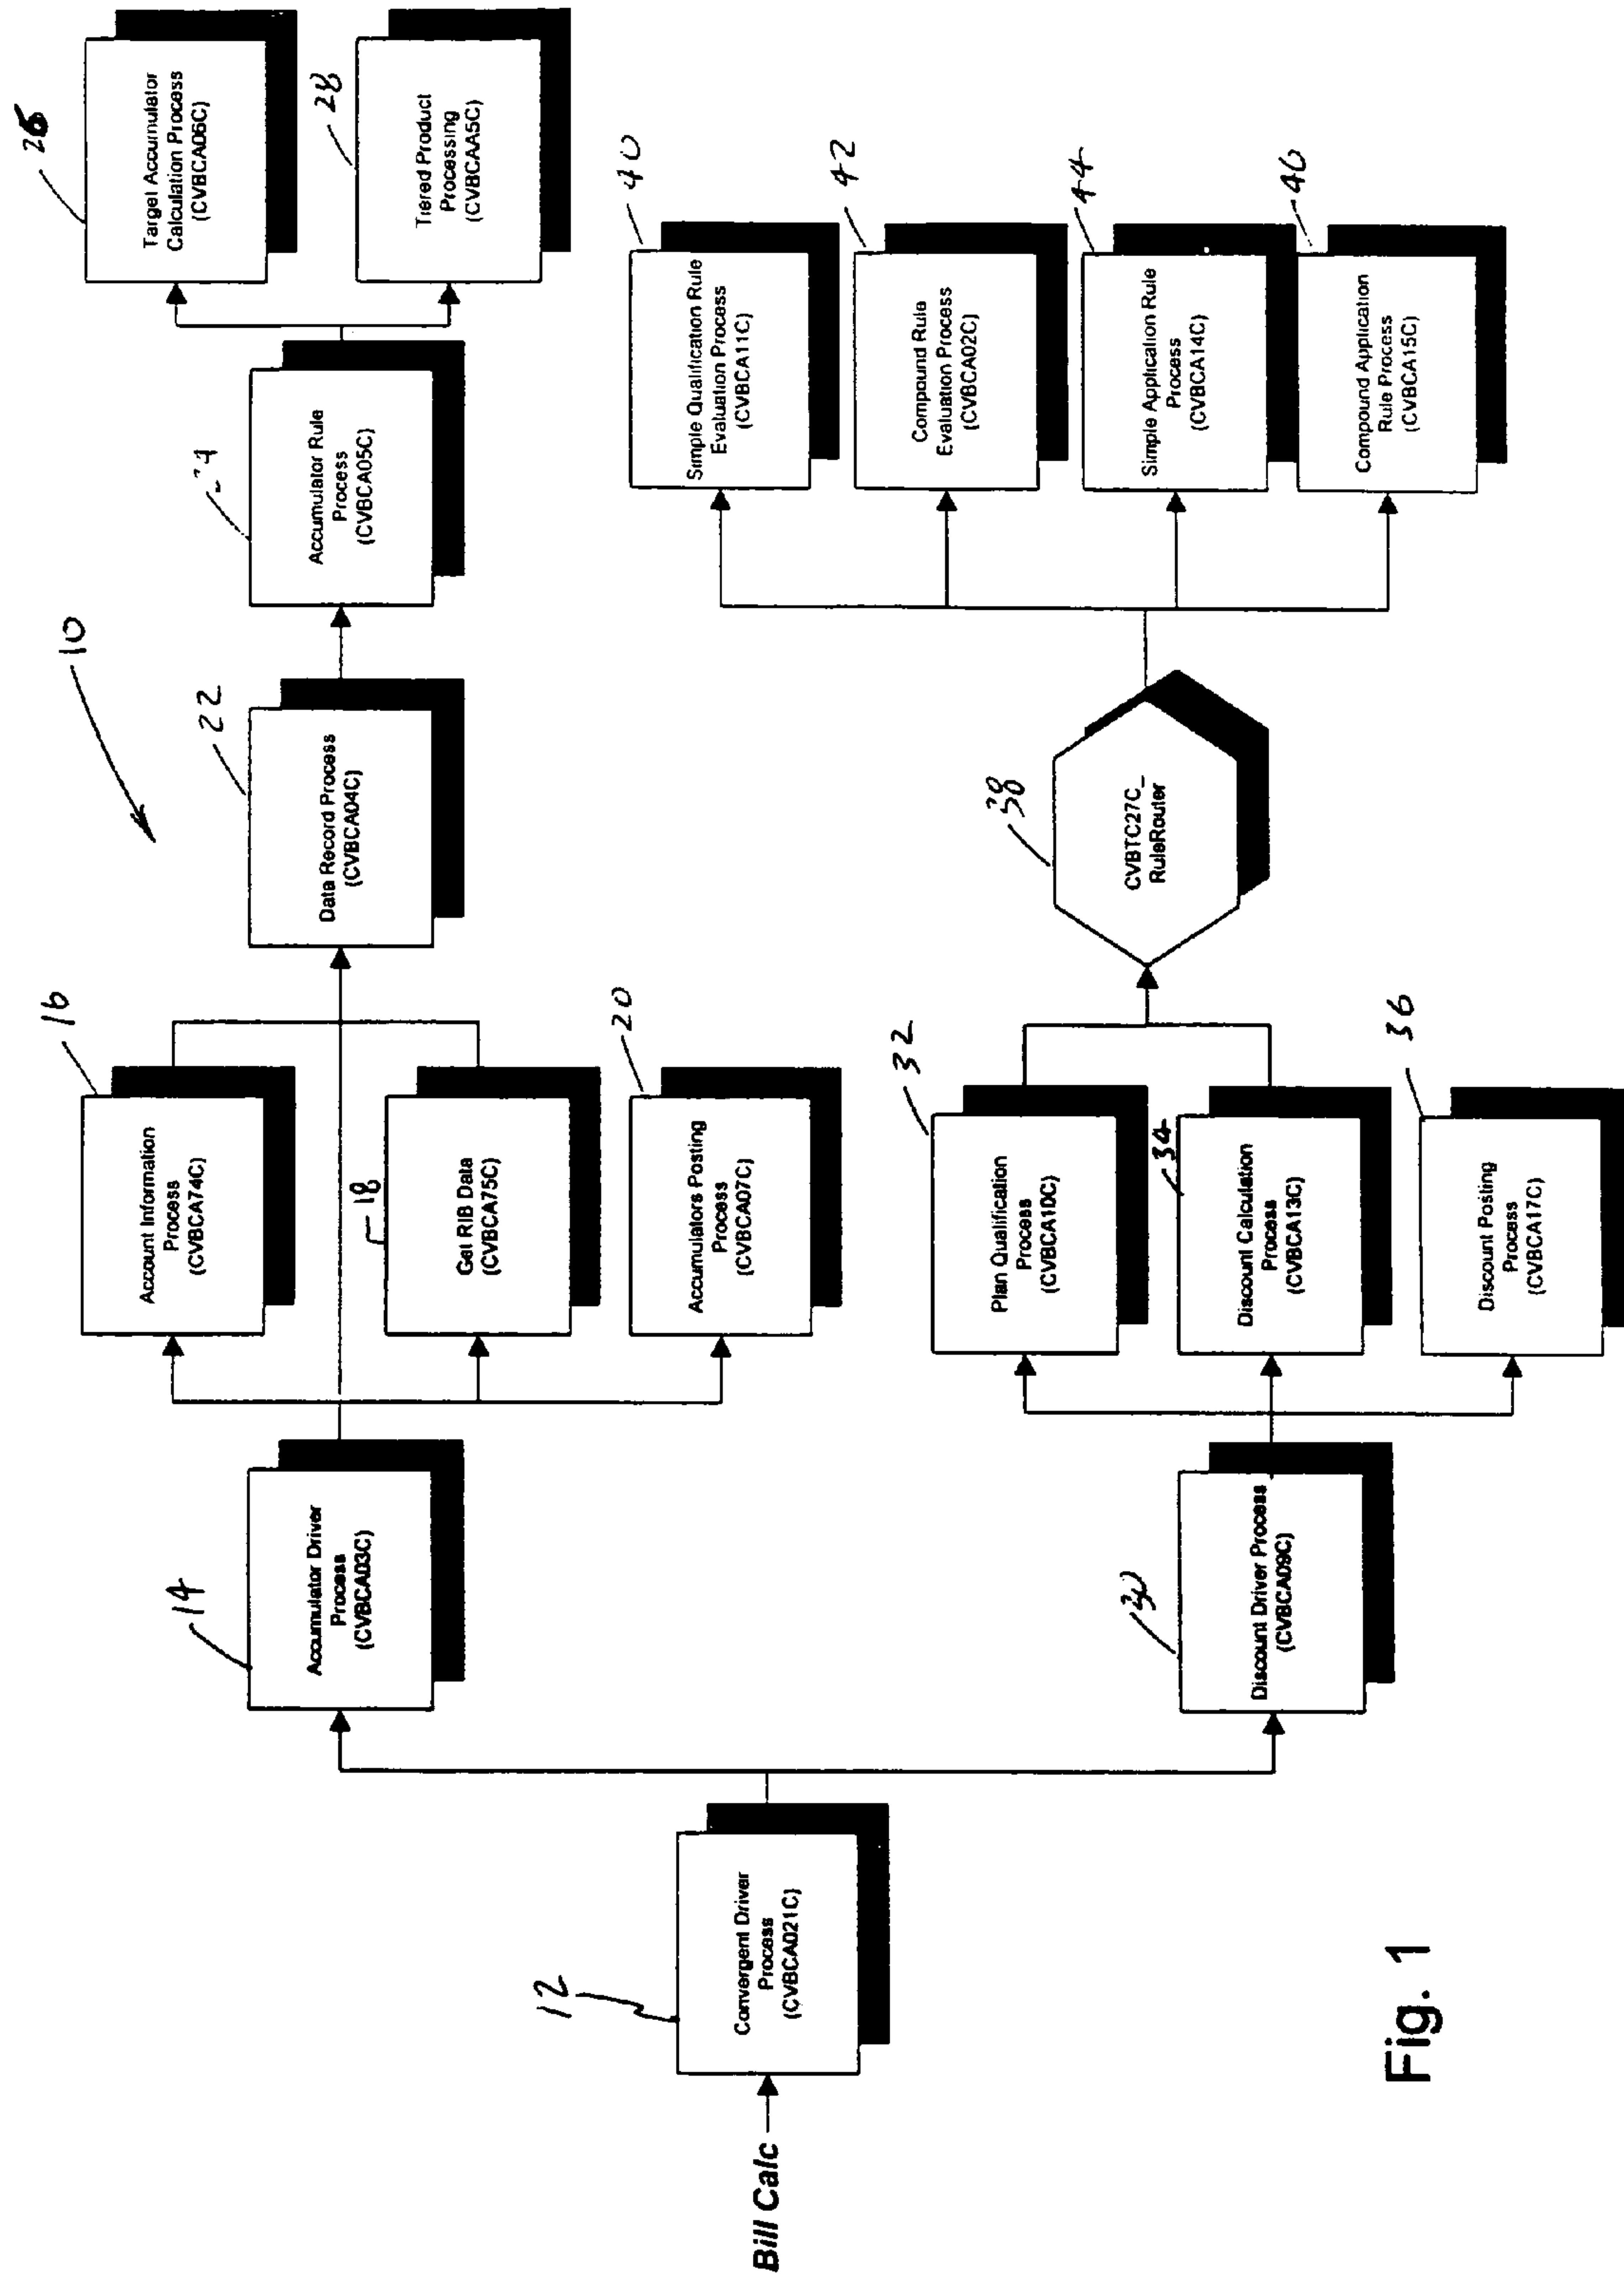 10
Bill Calc
12
Convergent Driver
Process
(CVBCA021C)
14
Accumulator Driver
Process
(CVBCA03C)
16
Account Information
Process
(CVBCA74C)
18
Get RIB Data
(CVBCA75C)
20
Accumulators Posting
Process
(CVBCA07C)
22
Data Record Process
(CVBCA04C)
24
Accumulator Rule
Process
(CVBCA05C)
26
Target Accumulator
Calculation Process
(CVBCA06C)
28
Tiered Product
Processing
(CVBCAA5C)
30
Discount Driver Process
(CVBCA09C)
32
Plan Qualification
Process
(CVBCA10C)
34
Discount Calculation
Process
(CVBCA13C)
36
Discount Posting
Process
(CVBCA17C)
38
CVBTC27C_
RuleRouter
40
Simple Qualification Rule
Evaluation Process
(CVBCA11C)
42
Compound Rule
Evaluation Process
(CVBCA02C)
44
Simple Application Rule
Process
(CVBCA14C)
46
Compound Application
Rule Process
(CVBCA15C)
Fig. 1